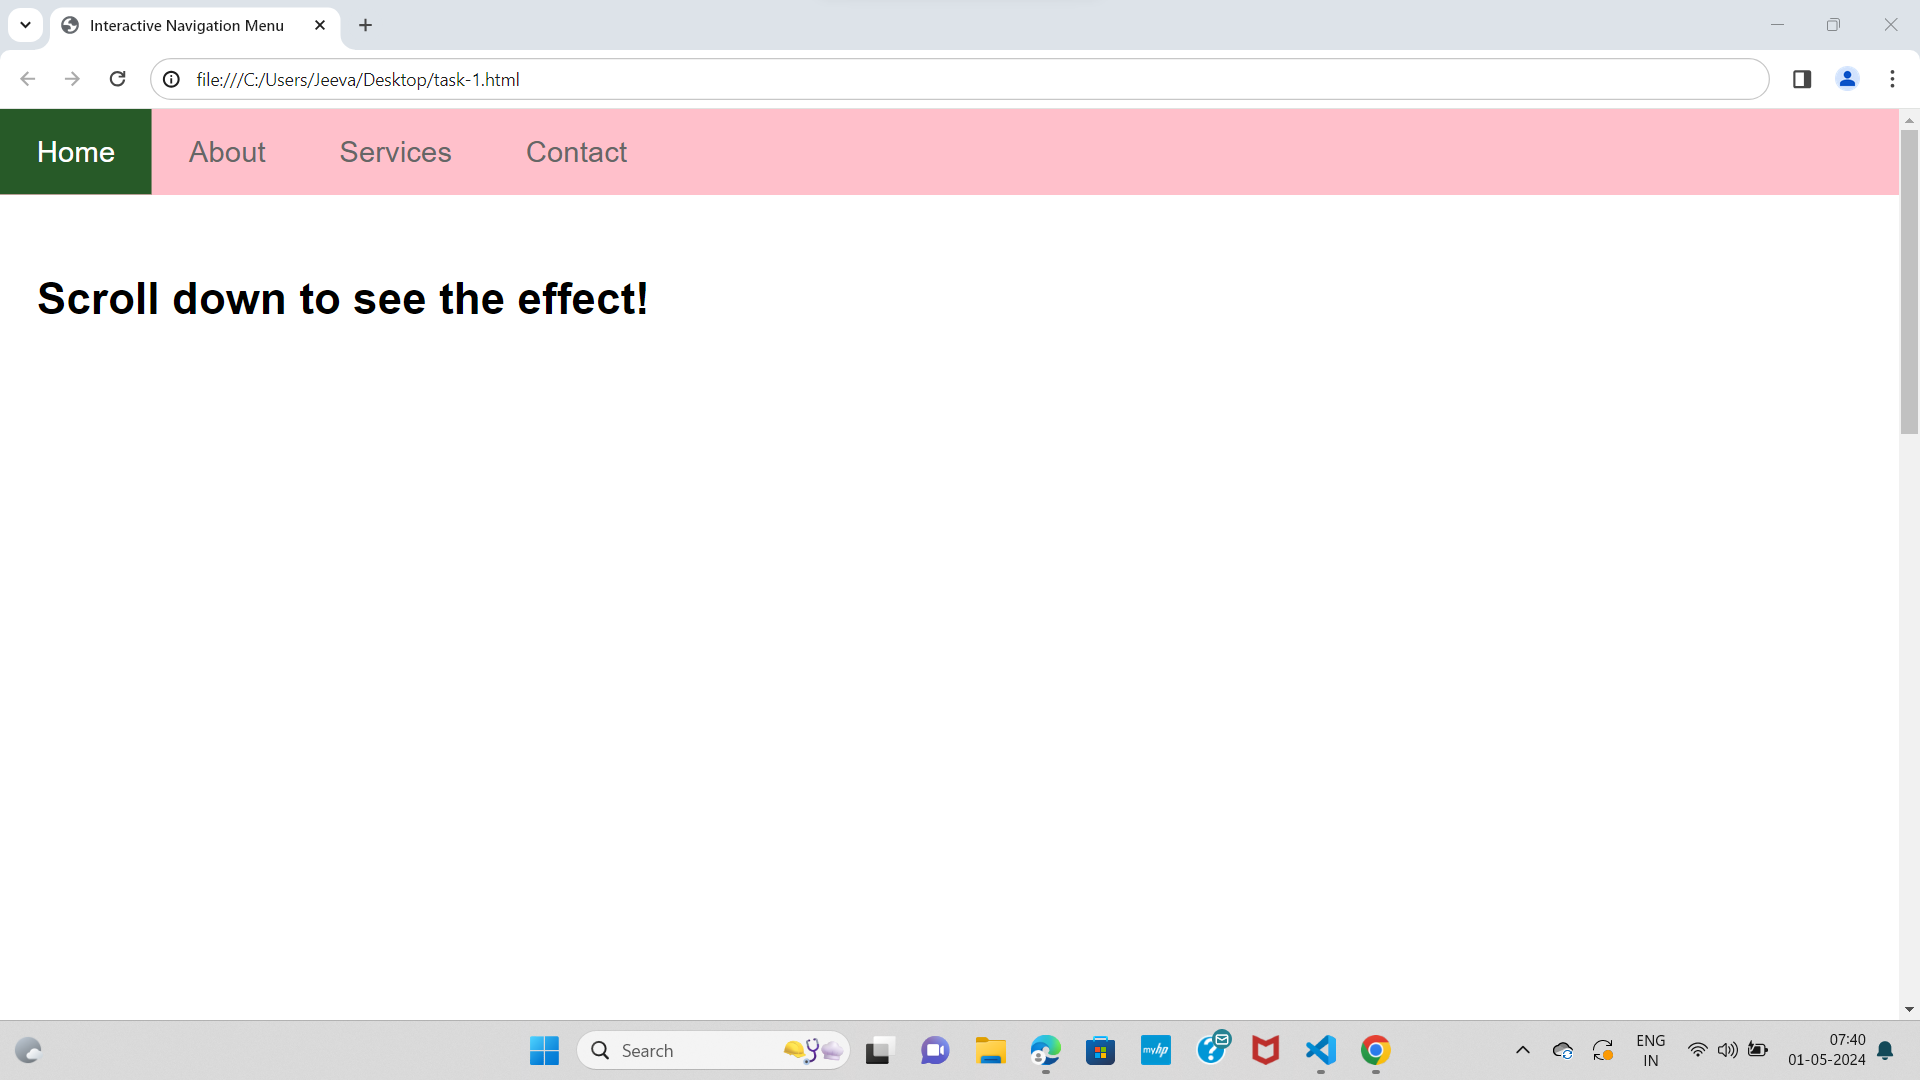 Interactive Navigation Menu
file:///C:/Users/Jeeva/Desktop/task-1.html
Home About Services Contact
Scroll down to see the effect!
Search
myhp
ENG
IN
07:40
01-05-2024